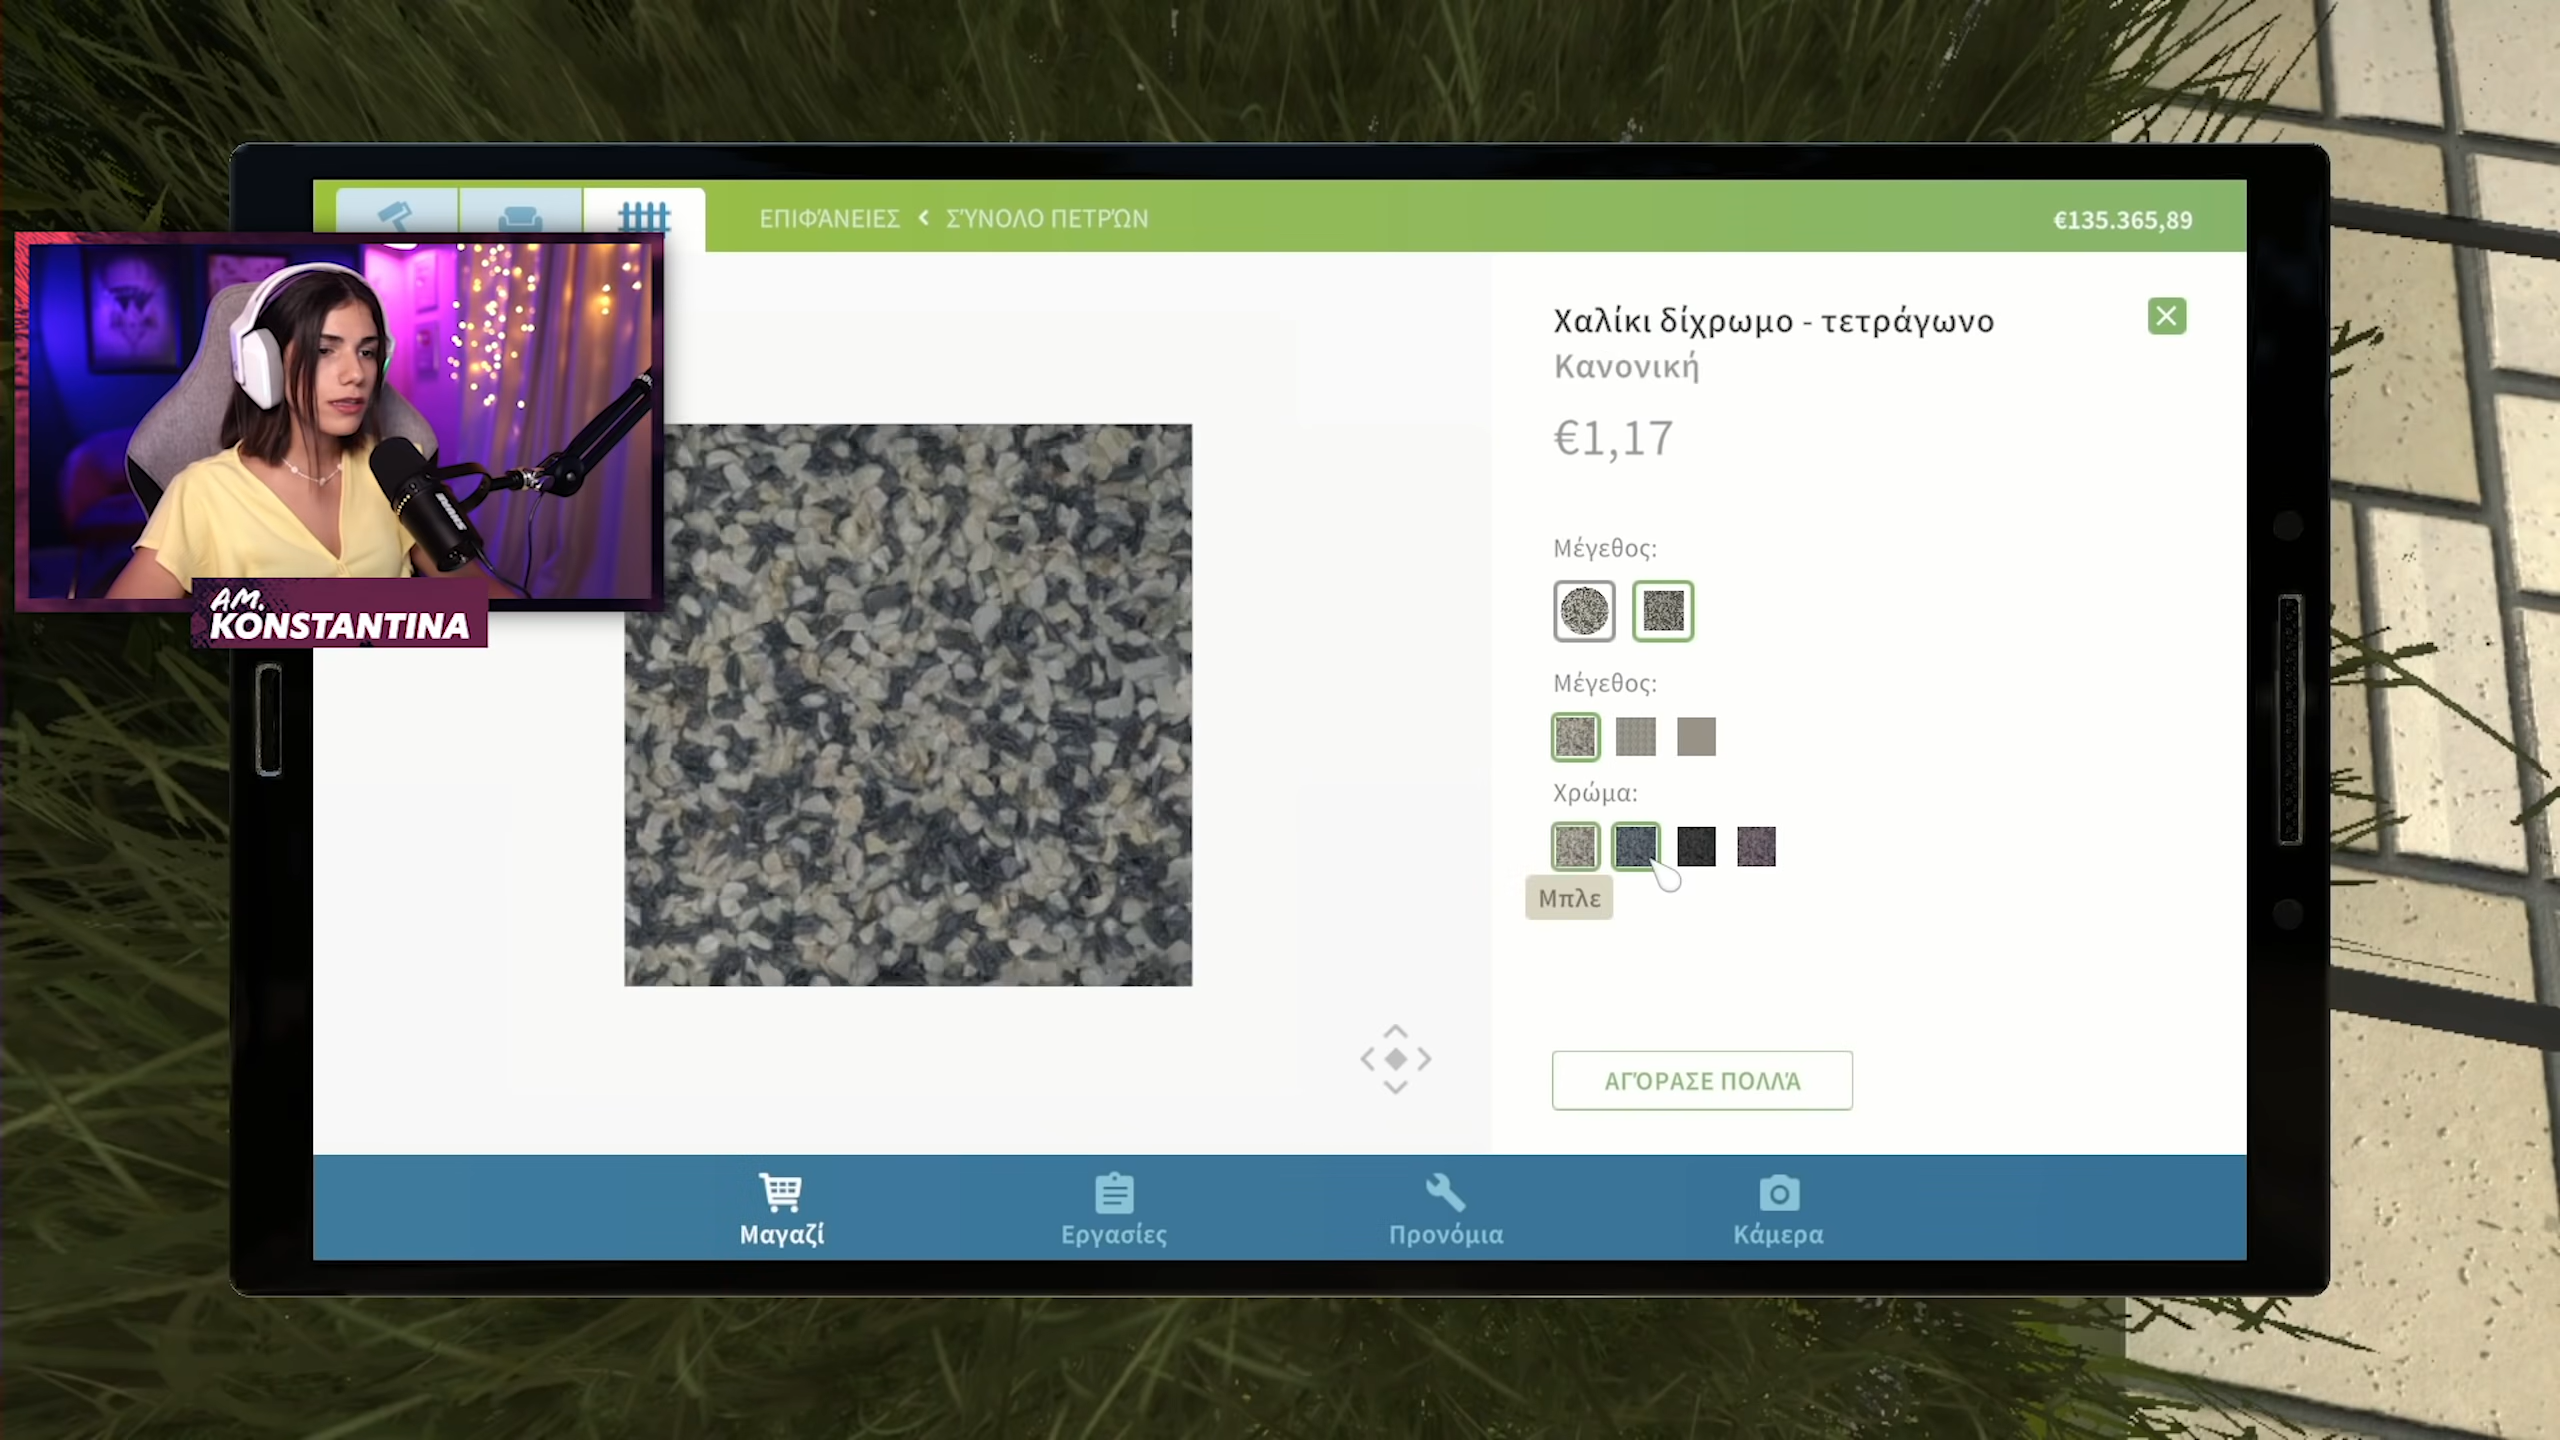 ΕΠΙΦΆΝΕΙΕΣ < ΣΎΝΟΛΟ ΠΕΤΡΏΝ
€135.365,89
AM.
KONSTANTINA
Χαλίκι δίχρωμο - τετράγωνο
Κανονική
€1,17
Μέγεθος:
Μέγεθος:
Χρώμα:
Μπλε
ΑΓΌΡΑΣΕ ΠΟΛΛΆ
Μαγαζί
Εργασίες
Προνόμια
Κάμερα